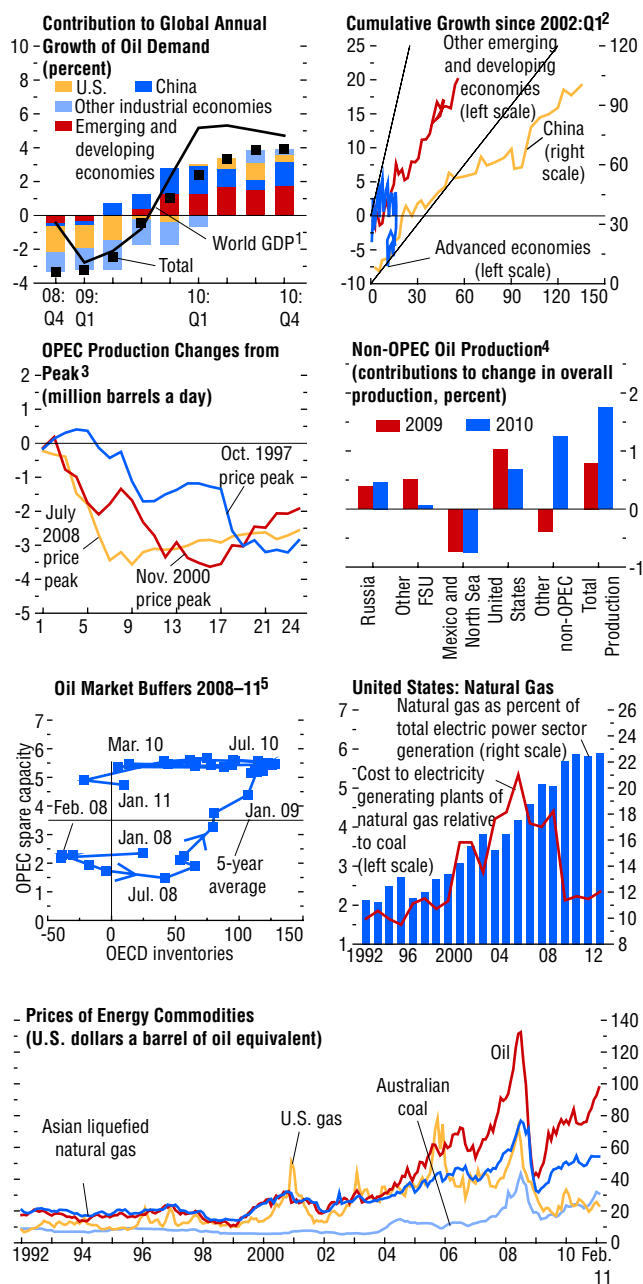 Contribution to Global Annual
Growth of Oil Demand
(percent)
U.S.
China
Other industrial economies
Emerging and
developing
economies
World GDP1
Total
10
8
6
4
2
0
-2
-4
08:
Q4
09:
Q1
10:
Q1
10:
Q4
Cumulative Growth since 2002:Q1²
Other emerging
and developing
economies
(left scale)
China
(right
scale)
Advanced economies
(left scale)
25
20
15
10
5
0
-5
-10
120
90
60
30
0
0
30
60
90
120
150
OPEC Production Changes from
Peak³
(million barrels a day)
Oct. 1997
price peak
July
2008
price
peak
Nov. 2000
price peak
2
1
0
-1
-2
-3
-4
-5
1
5
9
13
17
21
24
Non-OPEC Oil Production⁴
(contributions to change in overall
production, percent)
2009
2010
2
1
0
-1
Russia
Other
FSU
Mexico and
North Sea
United
States
Other
non-OPEC
Total
Production
Oil Market Buffers 2008–11⁵
OPEC spare capacity
7
6
5
4
3
2
1
0
Mar. 10
Jul. 10
Feb. 08
Jan. 11
Jan. 09
Jan. 08
5-year
average
Jul. 08
-50
0
50
100
150
OECD inventories
United States: Natural Gas
Natural gas as percent of
total electric power sector
generation (right scale)
Cost to electricity
generating plants of
natural gas relative
to coal
(left scale)
7
6
5
4
3
2
1
26
24
22
20
18
16
14
12
10
8
1992
96
2000
04
08
12
Prices of Energy Commodities
(U.S. dollars a barrel of oil equivalent)
Oil
Australian
coal
U.S. gas
Asian liquefied
natural gas
140
120
100
80
60
40
20
0
1992
94
96
98
2000
02
04
06
08
10
Feb.
11